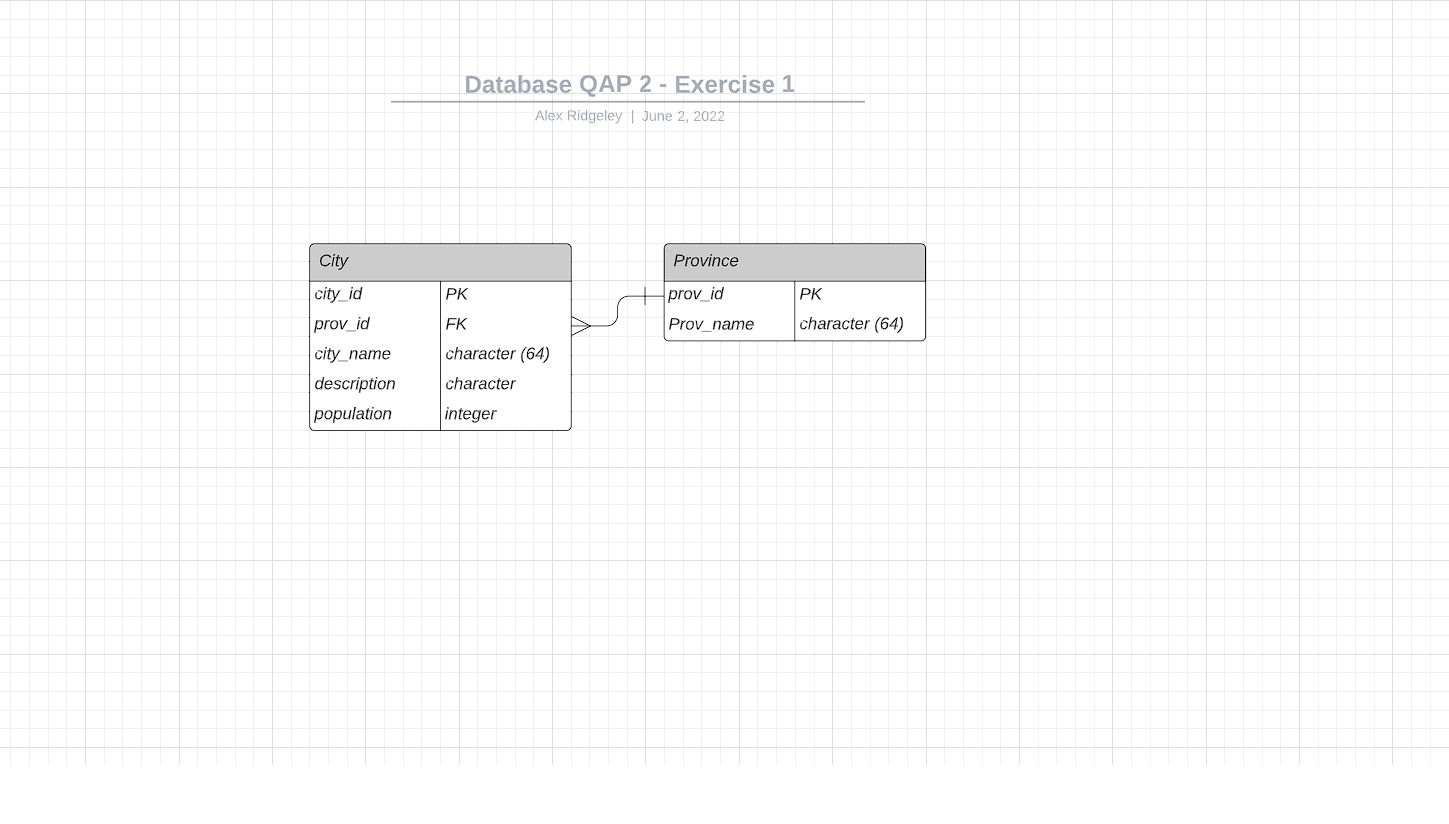 Database QAP 2 - Exercise 1
Alex Ridgeley | June 2, 2022
City
city_id PK
prov_id FK
city_name character (64)
description character
population integer
Province
prov_id PK
Prov_name character (64)